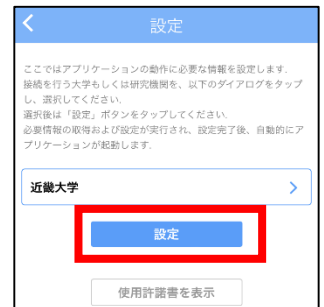 設定
ここではアプリケーションの動作に必要な情報を設定します.
接続を行う大学もしくは研究機関を、以下のダイアログをタップ
し、選択してください.
選択後は「設定」ボタンをタップしてください.
必要情報の取得および設定が実行され、設定完了後、自動的にア
プリケーションが起動します.
近畿大学
設定
使用許諾書を表示